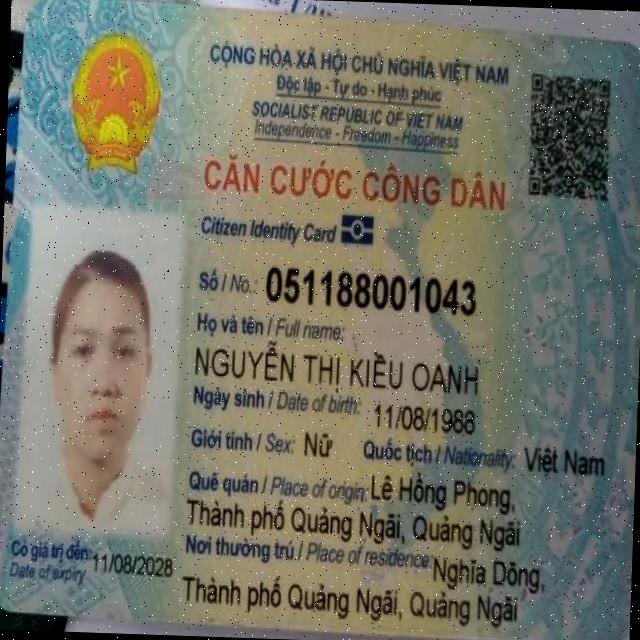 CỘNG HÒA XÃ HỘI CHỦ NGHĨA VIỆT NAM
Độc lập - Tự do - Hạnh phúc
SOCIALIST REPUBLIC OF VIET NAM
Independence - Freedom - Happiness
CĂN CƯỚC CÔNG DÂN
Citizen Identity Card
Số / No.: 051188001043
Họ và tên / Full name:
NGUYỄN THỊ KIỀU OANH
Ngày sinh / Date of birth: 11/08/1988
Giới tính / Sex: Nữ Quốc tịch / Nationality: Việt Nam
Quê quán / Place of origin: Lê Hồng Phong,
Thành phố Quảng Ngãi, Quảng Ngãi
Nơi thường trú / Place of residence: Nghĩa Dõng,
Thành phố Quảng Ngãi, Quảng Ngãi
Có giá trị đến: 11/08/2028
Date of expiry